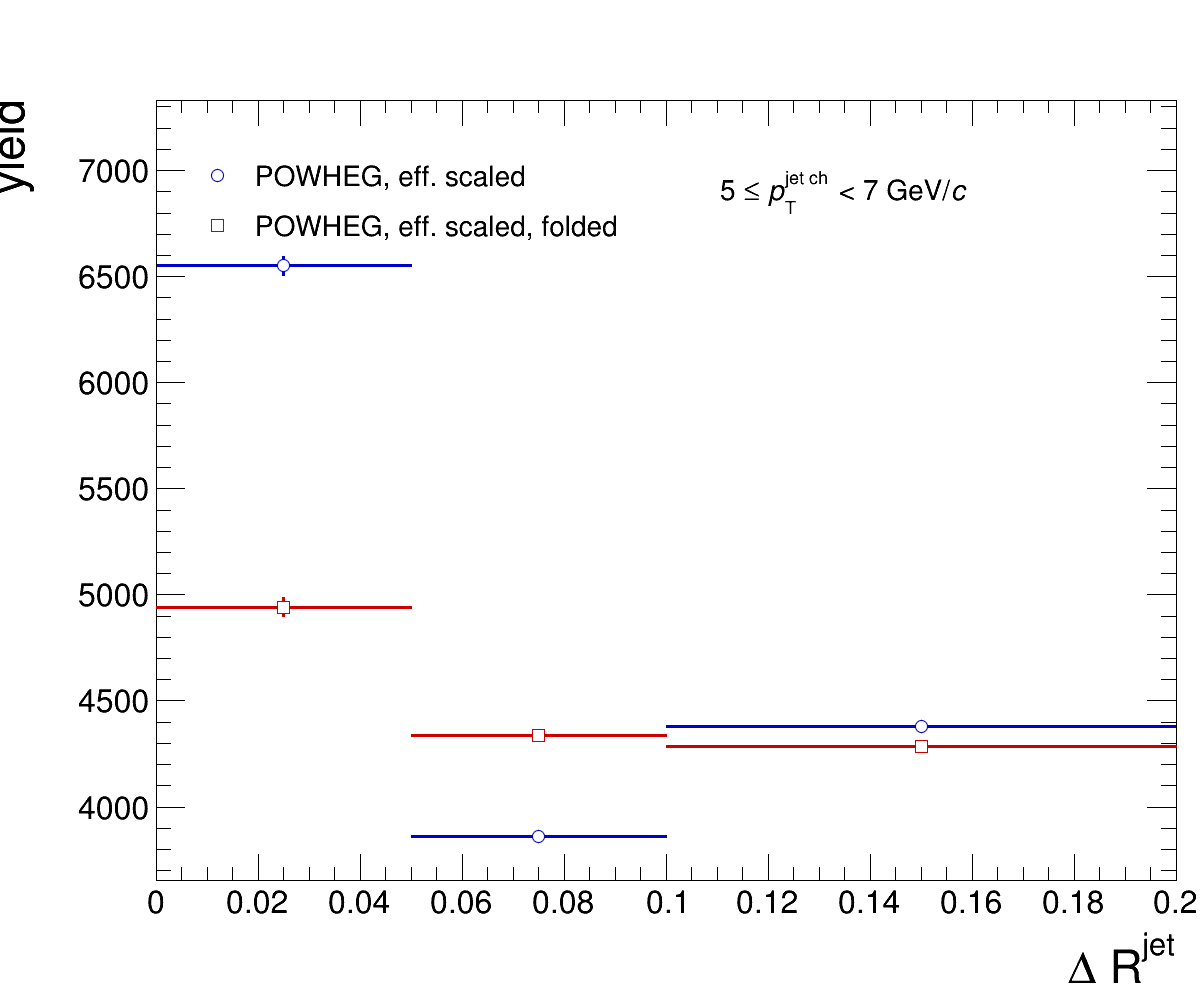 yield
7000
6500
6000
5500
5000
4500
4000
POWHEG, eff. scaled
POWHEG, eff. scaled, folded
5 ≤ p_T^{jet ch} < 7 GeV/c
0 0.02 0.04 0.06 0.08 0.1 0.12 0.14 0.16 0.18 0.2
Δ R^{jet}